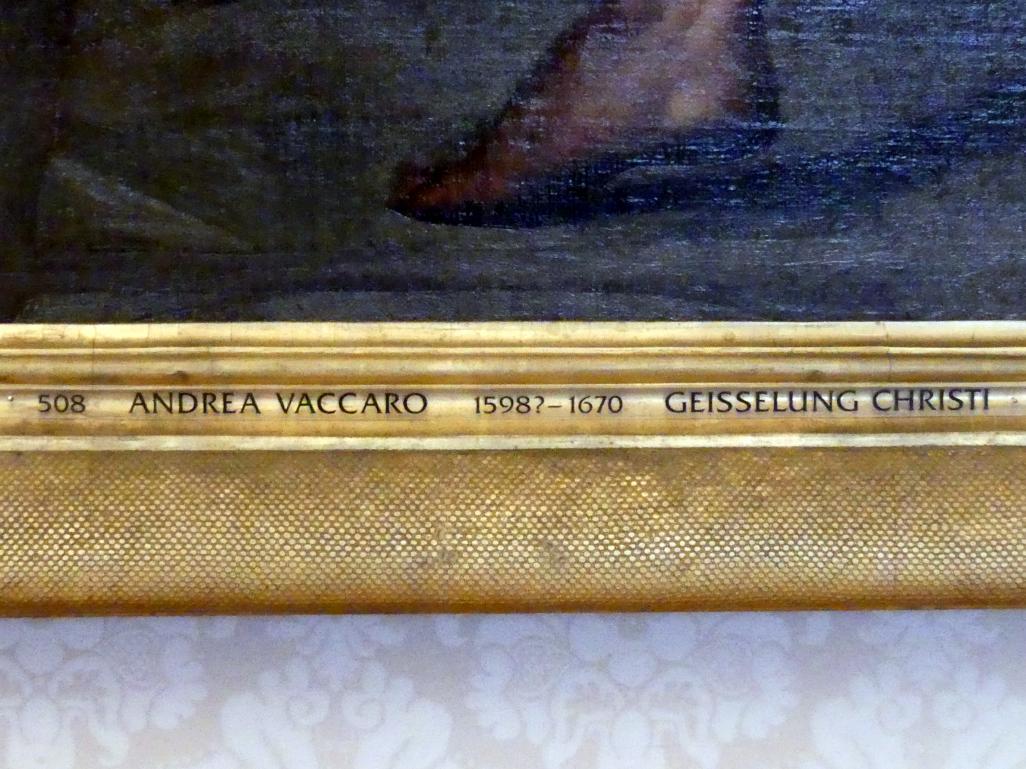 508 ANDREA VACCARO 1598?–1670 GEISSELUNG CHRISTI